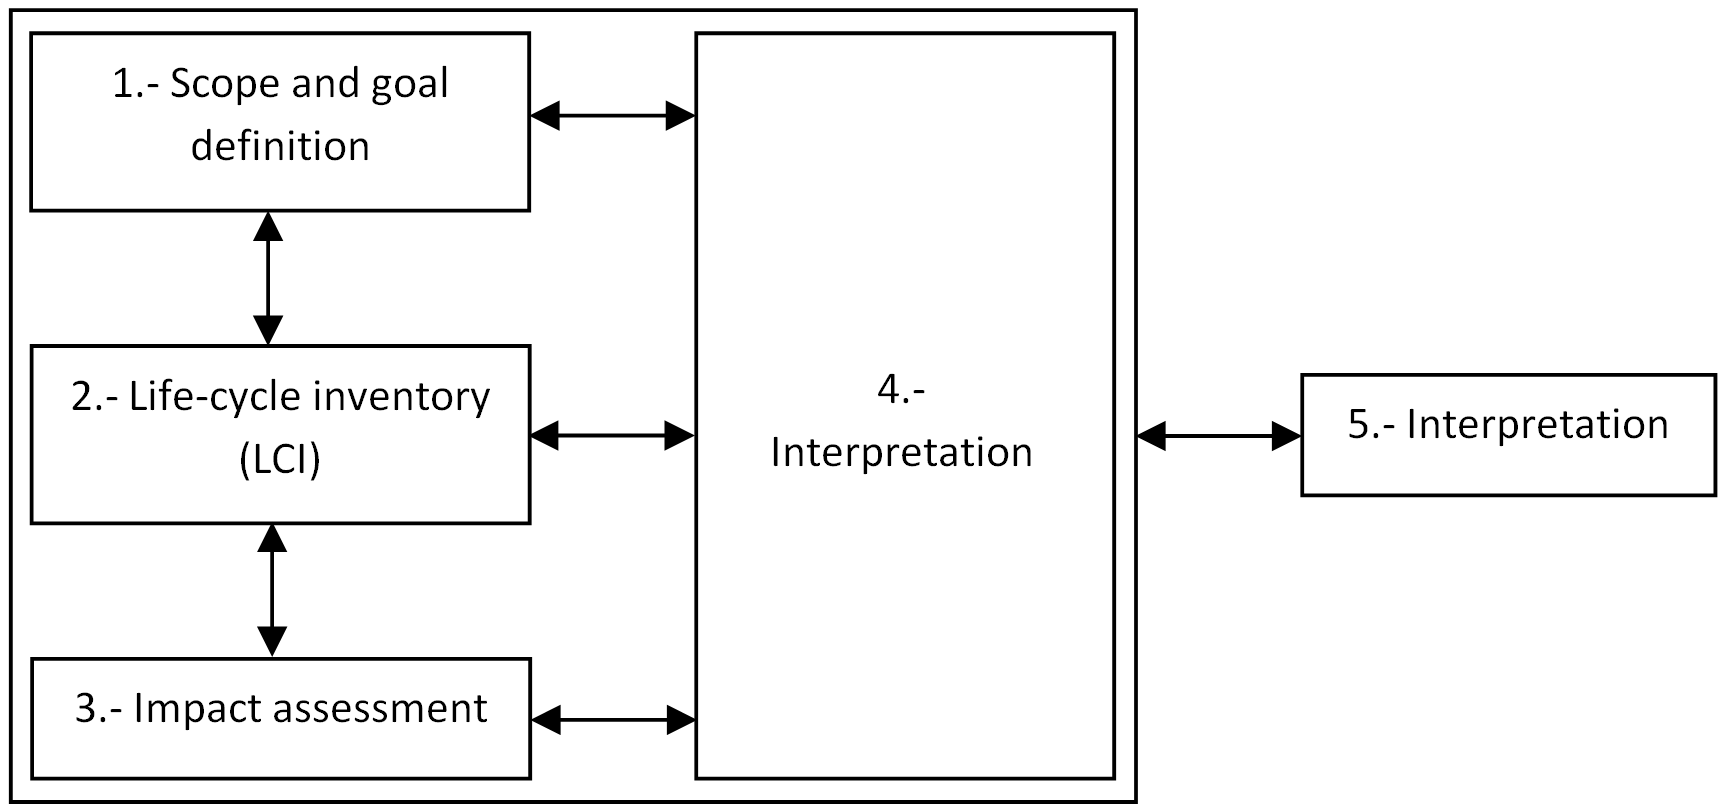 1.- Scope and goal
definition
2.- Life-cycle inventory
(LCI)
3.- Impact assessment
4.-
Interpretation
5.- Interpretation